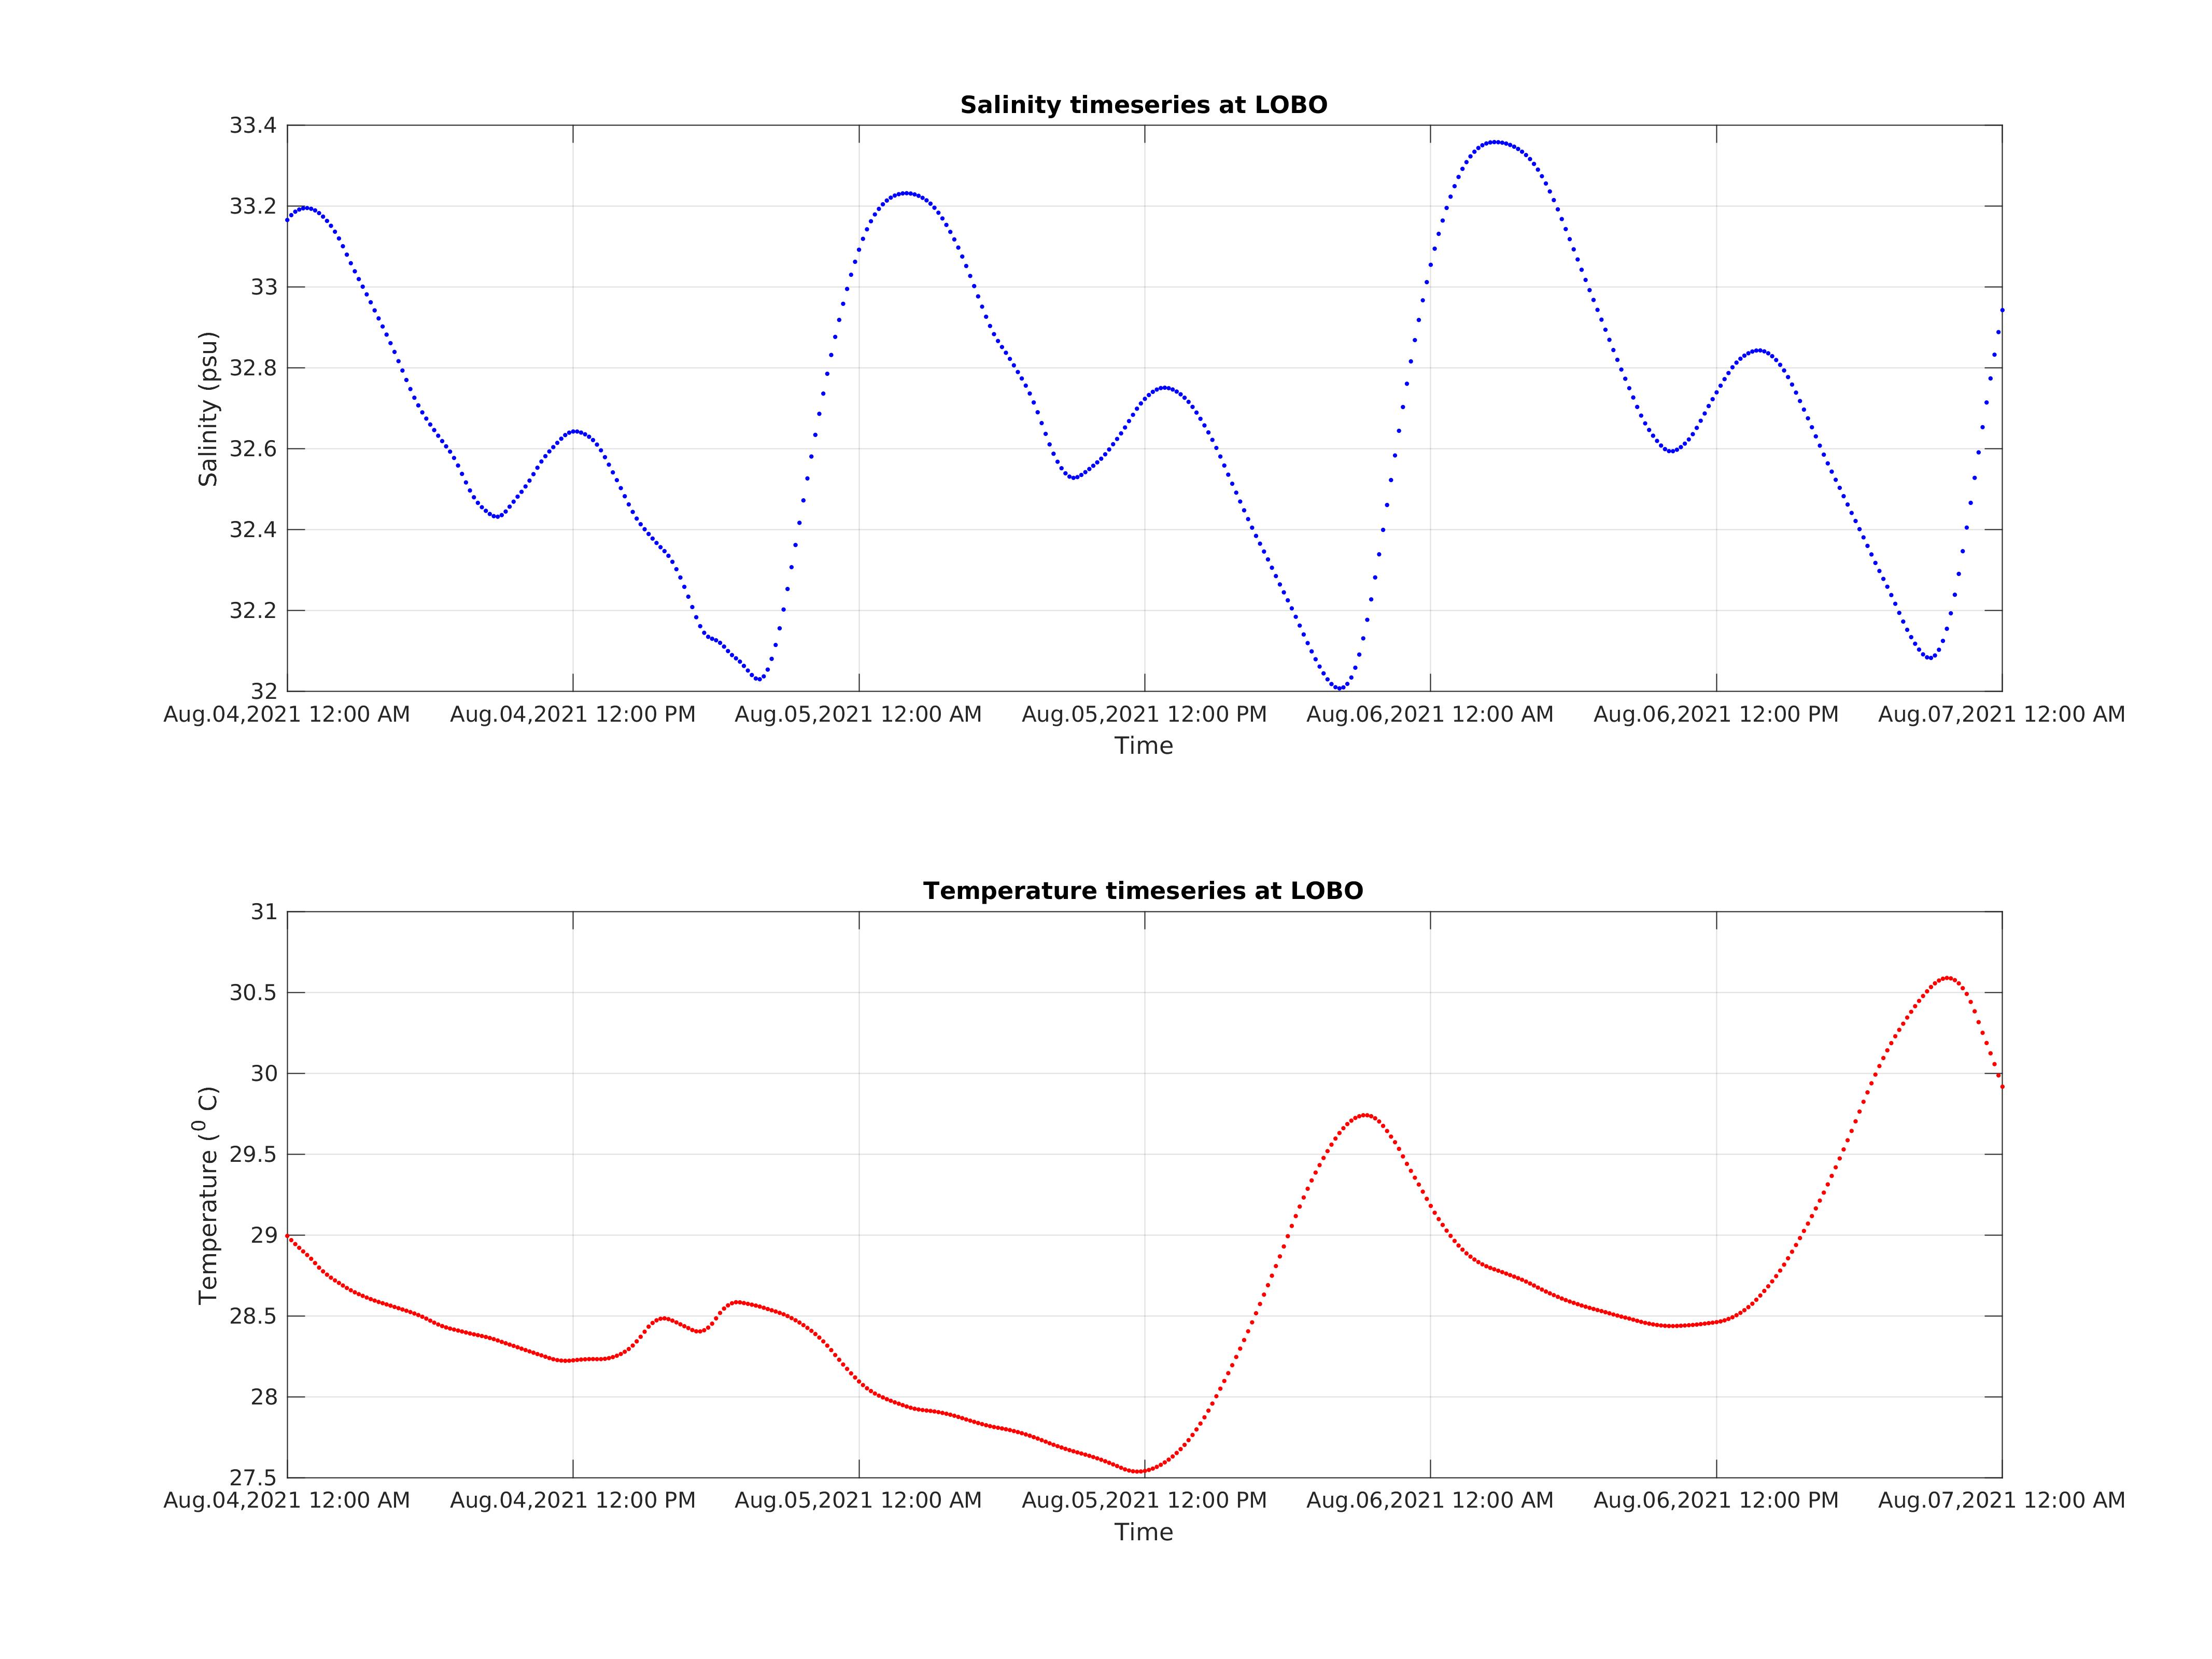 Salinity timeseries at LOBO
33.4
33.2
33
32.8
32.6
32.4
32.2
32
Salinity (psu)
Aug.04,2021 12:00 AM Aug.04,2021 12:00 PM Aug.05,2021 12:00 AM Aug.05,2021 12:00 PM Aug.06,2021 12:00 AM Aug.06,2021 12:00 PM Aug.07,2021 12:00 AM
Time
Temperature timeseries at LOBO
31
30.5
30
29.5
29
28.5
28
27.5
Temperature (⁰ C)
Aug.04,2021 12:00 AM Aug.04,2021 12:00 PM Aug.05,2021 12:00 AM Aug.05,2021 12:00 PM Aug.06,2021 12:00 AM Aug.06,2021 12:00 PM Aug.07,2021 12:00 AM
Time